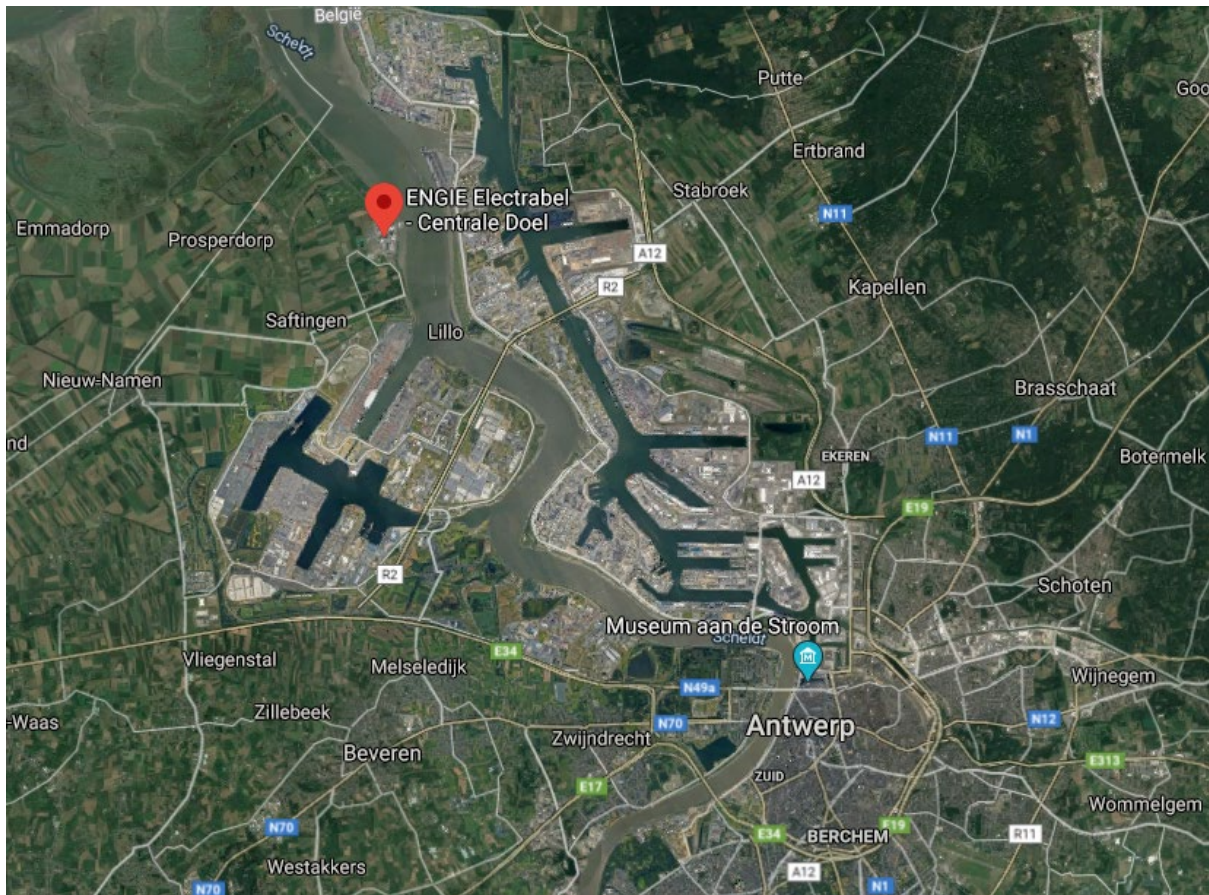 België
Scheldt
Putte
Goo
Ertbrand
ENGIE Electrabel
- Centrale Doel
Stabroek
N11
Emmadorp
Prosperdorp
A12
R2
Kapellen
Saftingen
Lillo
Nieuw-Namen
Brasschaat
nd
N11
N1
EKEREN
Botermelk
A12
E19
R2
Schoten
Museum aan de Stroom
Scheldt
E34
Vliegenstal
Melseledijk
Wijnegem
N49a
-Waas
Zillebeek
N70
Antwerp
N12
Beveren
Zwijndrecht
E313
ZUID
E17
Wommelgem
N70
E34
BERCHEM
E19
R11
Westakkers
A12
N70
N1